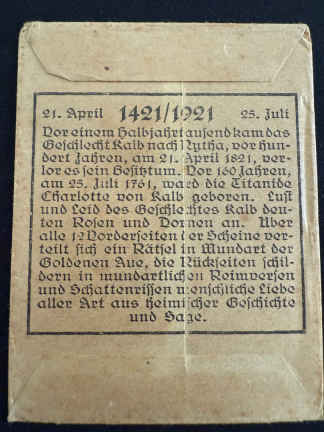 21. April 1421/1921 25. Juli
Vor einem Halbjahrtausend kam das
Geschlecht Kalb nach Kytha, vor hun-
dert Jahren, am 21. April 1821, ver-
lor es sein Besitztum. Vor 160 Jahren,
am 25. Juli 1761, ward die Titanide
Charlotte von Kalb geboren. Lust
und Leid des Geschlechtes Kalb deu-
ten Rosen und Dornen an. Über
alle 12 Vorderseiten der Scheine ver-
teilt sich ein Rätsel in Mundart der
Goldenen Aue, die Rückseiten schil-
dern in mundartlichen Reimversen
und Schattenrissen menschliche Liebe
aller Art aus heimischer Geschichte
und Sage.